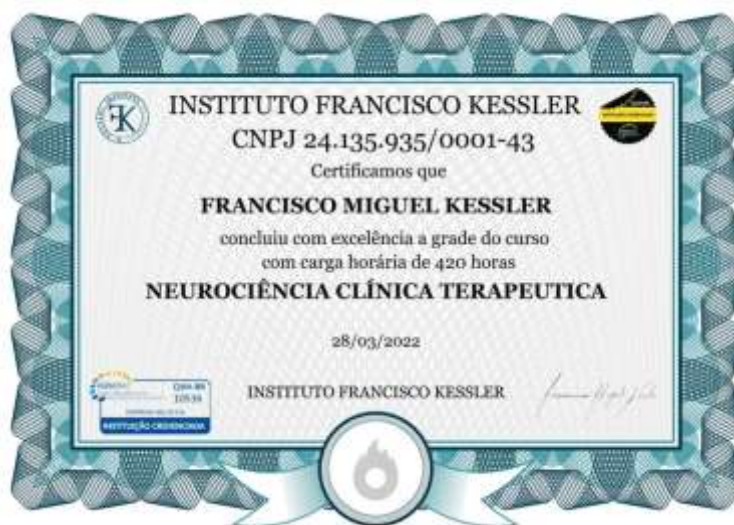 INSTITUTO FRANCISCO KESSLER
CNPJ 24.135.935/0001-43
Certificamos que
FRANCISCO MIGUEL KESSLER
concluiu com excelência a grade do curso
com carga horária de 420 horas
NEUROCIÊNCIA CLÍNICA TERAPEUTICA
28/03/2022
INSTITUTO FRANCISCO KESSLER
INSTITUIÇÃO CREDENCIADA